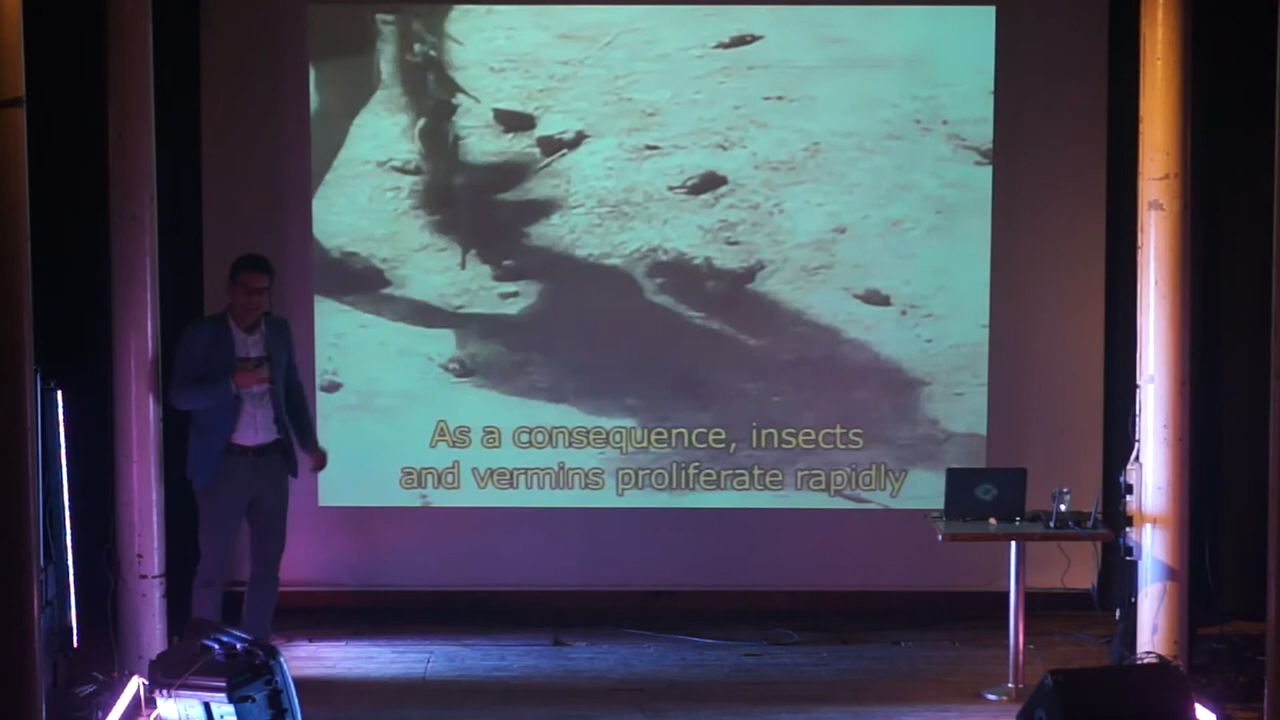 As a consequence, insects
and vermins proliferate rapidly